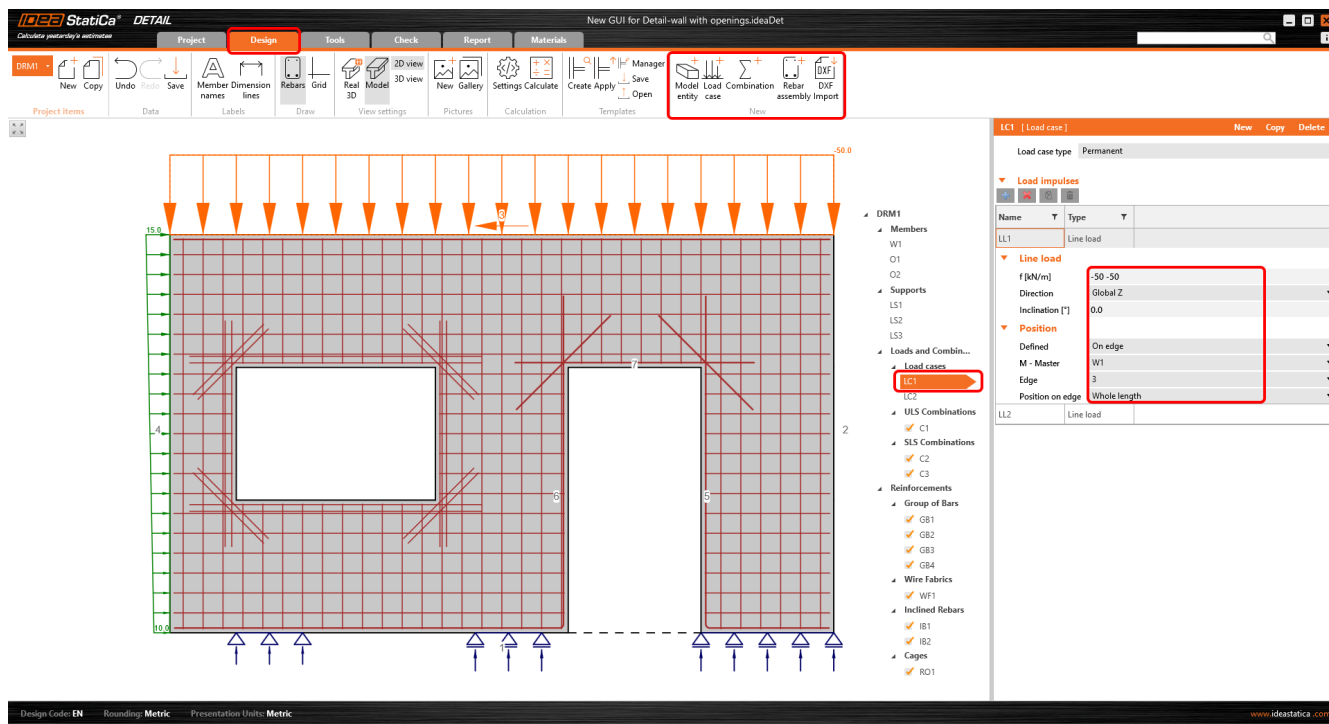 IDEA StatiCa® DETAIL
Calculate yesterday's estimates
New GUI for Detail-wall with openings.ideaDet
Project Design Tools Check Report Materials
DRM1
New Copy
Undo Redo Save
Member names
Dimension lines
Rebars Grid
Real 3D
Model
2D view
3D view
New Gallery
Settings Calculate
Create Apply
Manager
Save
Open
Model entity
Load case
Combination
Rebar assembly
DXF
DXF Import
Project items Data Labels Draw View settings Pictures Calculation Templates New
-50.0
3
15.0
7
4
2
6
5
10.0
1
DRM1
Members
W1
O1
O2
Supports
LS1
LS2
LS3
Loads and Combin...
Load cases
LC1
LC2
ULS Combinations
C1
SLS Combinations
C2
C3
Reinforcements
Group of Bars
GB1
GB2
GB3
GB4
Wire Fabrics
WF1
Inclined Rebars
IB1
IB2
Cages
RO1
LC1 [ Load case ] New Copy Delete
Load case type Permanent
Load impulses
Name Type
LL1 Line load
Line load
f [kN/m] -50 -50
Direction Global Z
Inclination [°] 0.0
Position
Defined On edge
M - Master W1
Edge 3
Position on edge Whole length
LL2 Line load
Design Code: EN Rounding: Metric Presentation Units: Metric
www.ideastatica.com